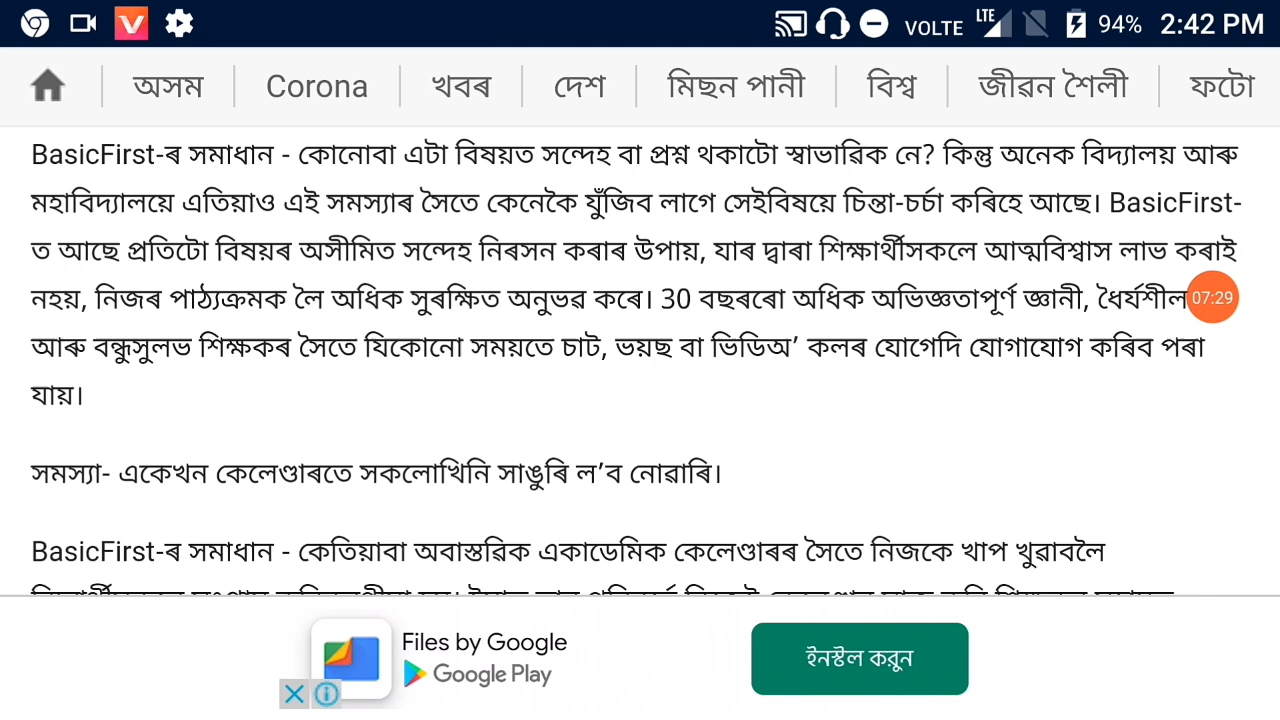 VOLTE LTE 94% 2:42 PM
অসম Corona খবৰ দেশ মিছন পানী বিশ্ব জীৱন শৈলী ফটো
BasicFirst-ৰ সমাধান - কোনোবা এটা বিষয়ত সন্দেহ বা প্ৰশ্ন থকাটো স্বাভাৱিক নে? কিন্তু অনেক বিদ্যালয় আৰু
মহাবিদ্যালয়ে এতিয়াও এই সমস্যাৰ সৈতে কেনেকৈ যুঁজিব লাগে সেইবিষয়ে চিন্তা-চৰ্চা কৰিহে আছে। BasicFirst-
ত আছে প্ৰতিটো বিষয়ৰ অসীমিত সন্দেহ নিৰসন কৰাৰ উপায়, যাৰ দ্বাৰা শিক্ষাৰ্থীসকলে আত্মবিশ্বাস লাভ কৰাই
নহয়, নিজৰ পাঠ্যক্ৰমক লৈ অধিক সুৰক্ষিত অনুভৱ কৰে। 30 বছৰৰো অধিক অভিজ্ঞতাপূৰ্ণ জ্ঞানী, ধৈৰ্যশীল 07:29
আৰু বন্ধুসুলভ শিক্ষকৰ সৈতে যিকোনো সময়তে চাট, ভয়ছ বা ভিডিঅ’ কলৰ যোগেদি যোগাযোগ কৰিব পৰা
যায়।
সমস্যা- একেখন কেলেণ্ডাৰতে সকলোখিনি সাঙুৰি ল’ব নোৱাৰি।
BasicFirst-ৰ সমাধান - কেতিয়াবা অবাস্তৱিক একাডেমিক কেলেণ্ডাৰৰ সৈতে নিজকে খাপ খুৱাবলৈ
Files by Google
Google Play
ইনস্টল করুন